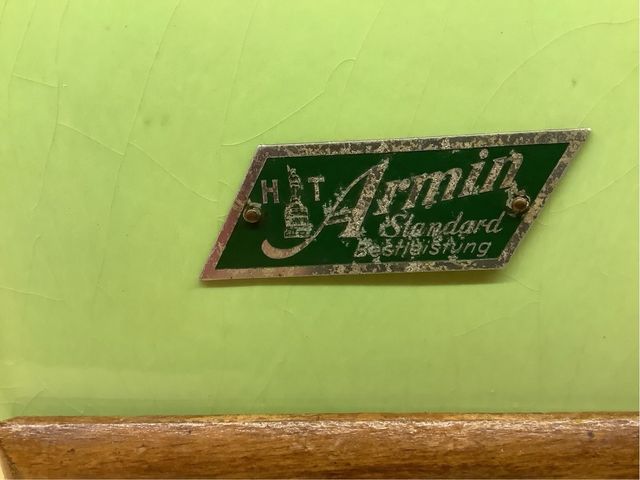 H T
Armin
Standard
Bestleistung